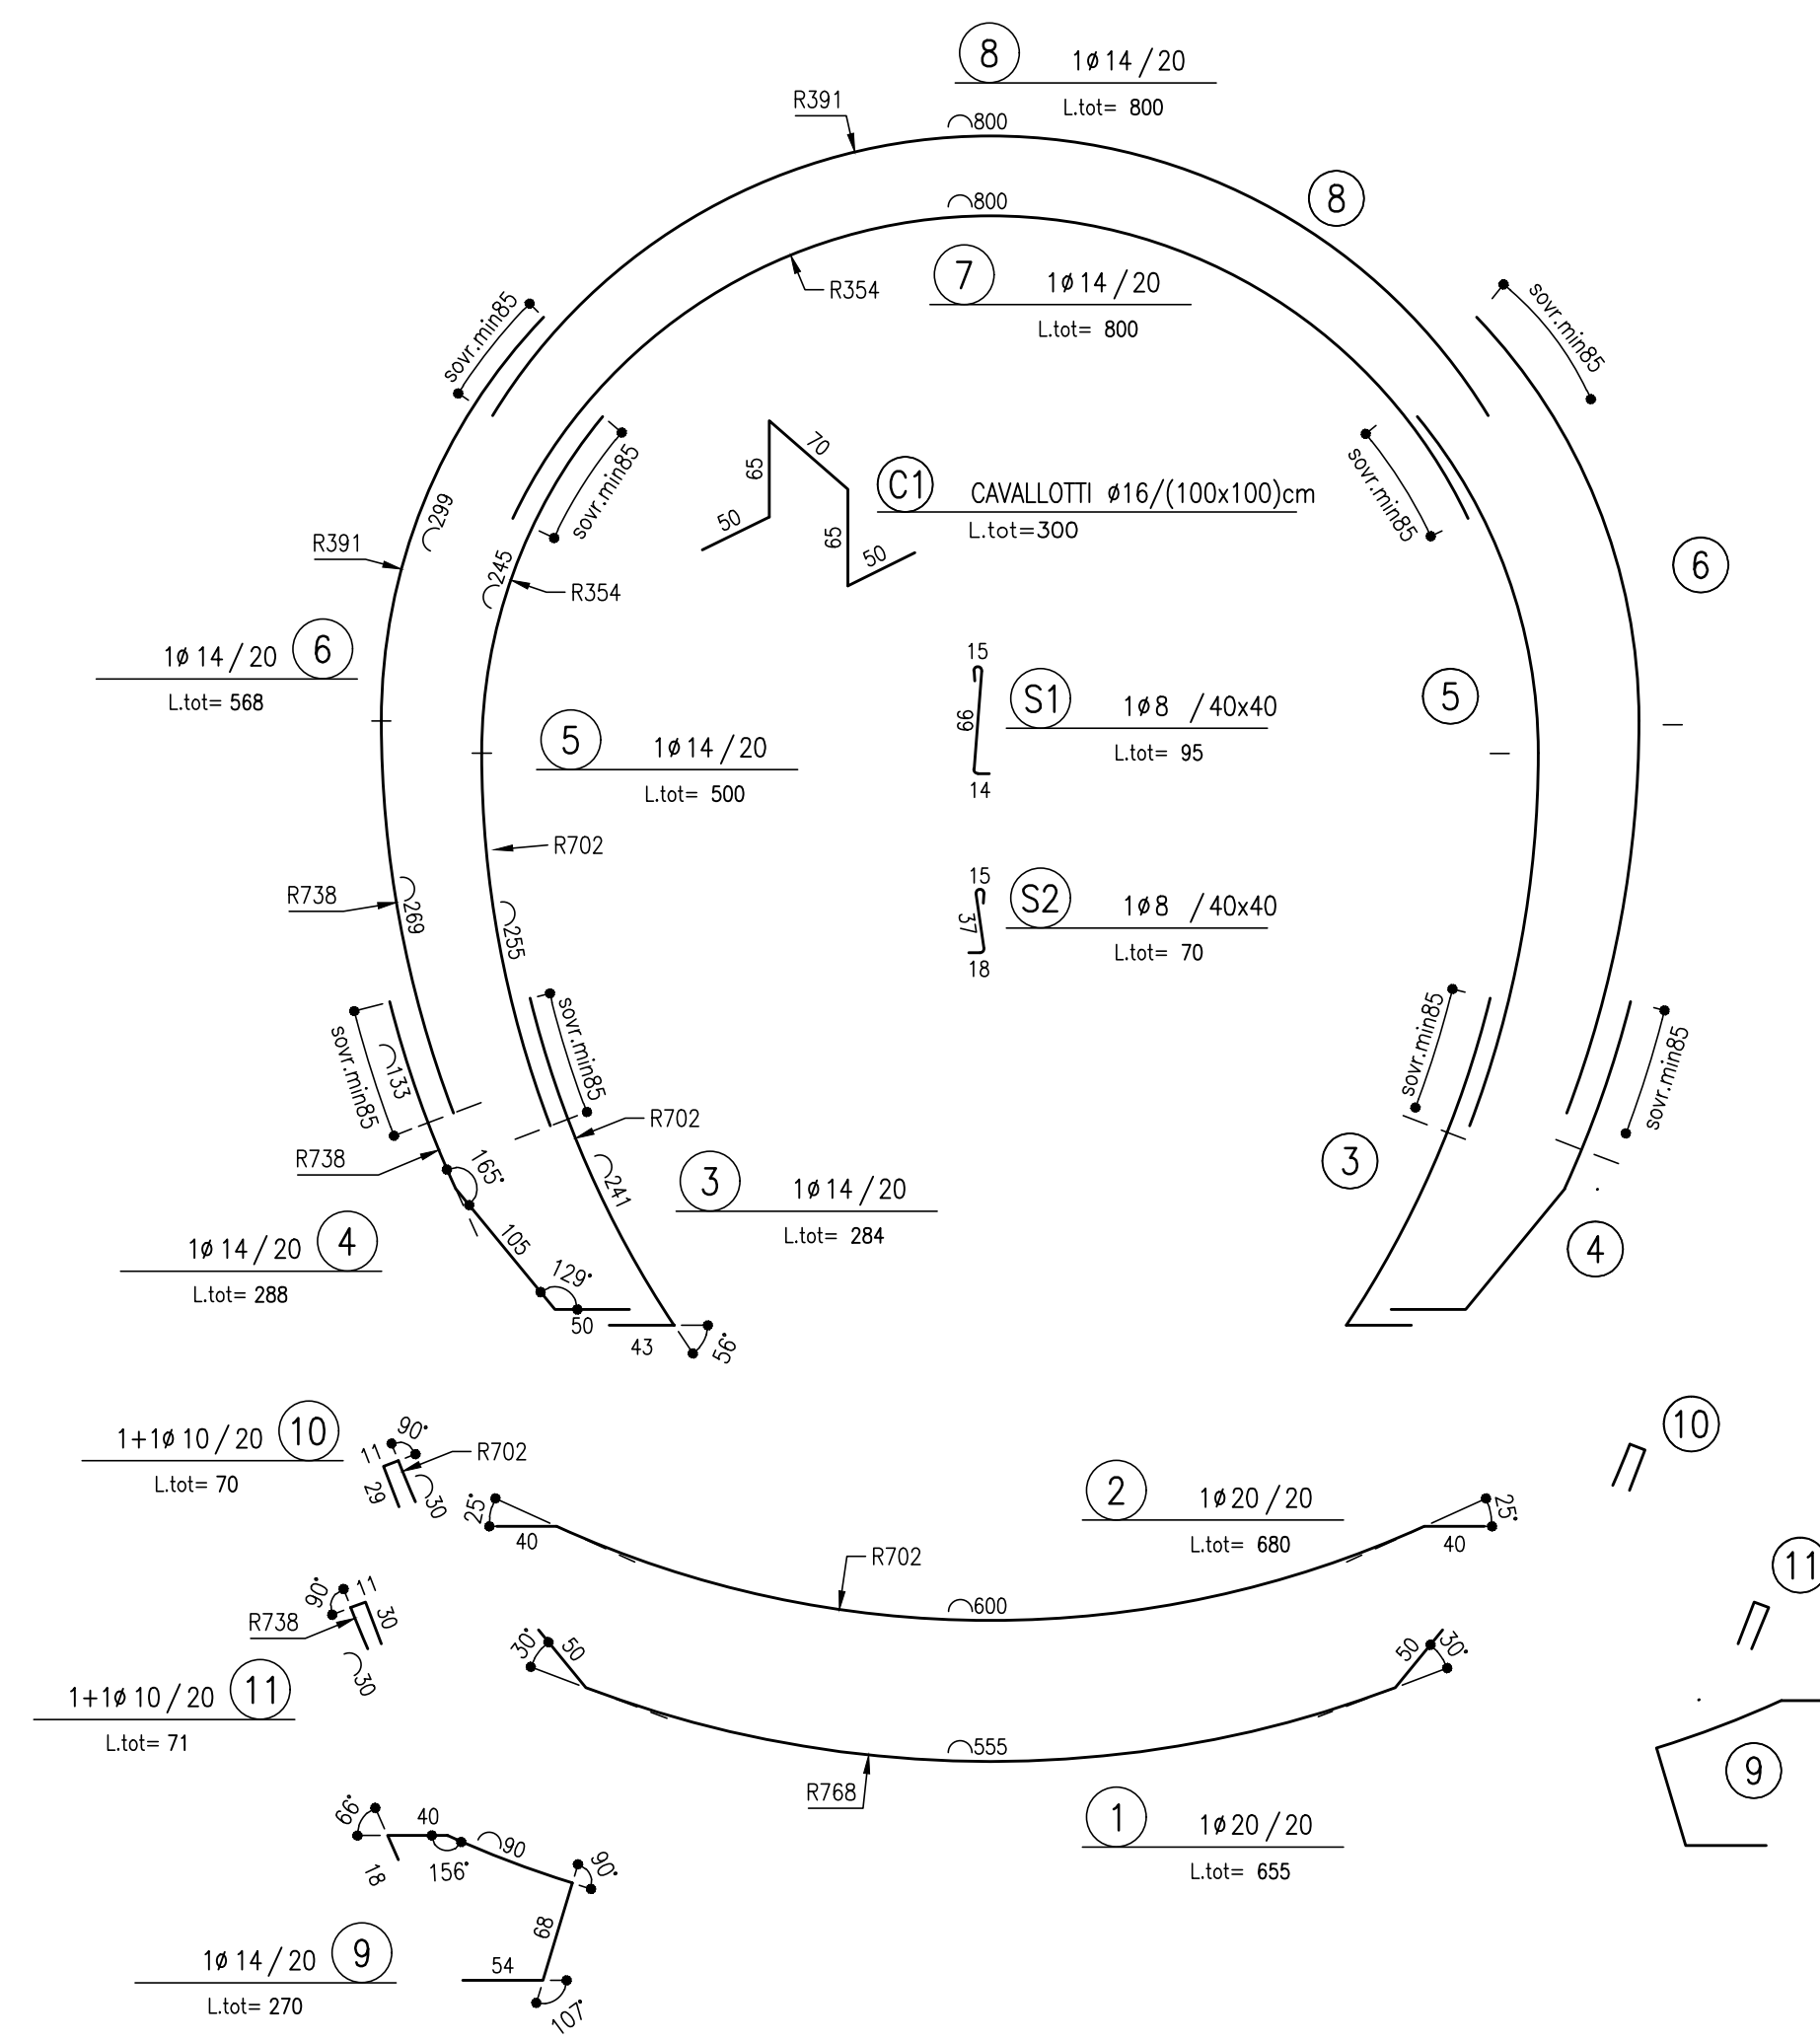 8 1ø14/20
L.tot= 800
R391
800
8
800
7 1ø14/20
L.tot= 800
R354
sovr.min85
sovr.min85
sovr.min85
sovr.min85
70
65
50
65
50
C1 CAVALLOTTI ø16/(100x100)cm
L.tot=300
299
R391
245
R354
6
1ø14/20 6
L.tot= 568
5 1ø14/20
L.tot= 500
15
66
14
S1 1ø8 /40x40
L.tot= 95
5
R702
R738
269
255
15
37
18
S2 1ø8 /40x40
L.tot= 70
sovr.min85
133
sovr.min85
sovr.min85
sovr.min85
R702
R738
165°
241
3 1ø14/20
L.tot= 284
3
1ø14/20 4
L.tot= 288
105
129°
50
43
56°
4
1+1ø10/20 10
L.tot= 70
90°
11
R702
29
30
10
25°
40
2 1ø20/20
L.tot= 680
25°
40
R702
600
11
90°
11
30
R738
30
1+1ø10/20 11
L.tot= 71
30°
50
50
30°
555
R768
1 1ø20/20
L.tot= 655
9
66°
40
18
156°
90
90°
68
54
107°
1ø14/20 9
L.tot= 270